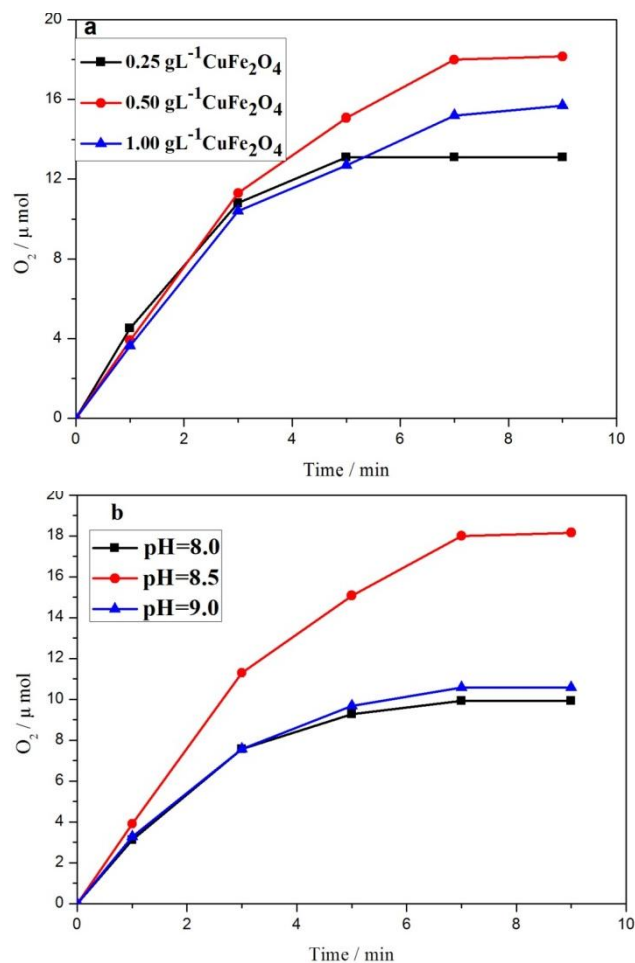 a
0.25 gL⁻¹CuFe₂O₄
0.50 gL⁻¹CuFe₂O₄
1.00 gL⁻¹CuFe₂O₄
20
16
12
8
4
0
O₂ / μ mol
0 2 4 6 8 10
Time / min
b
pH=8.0
pH=8.5
pH=9.0
20
18
16
14
12
10
8
6
4
2
0
O₂ / μ mol
0 2 4 6 8 10
Time / min